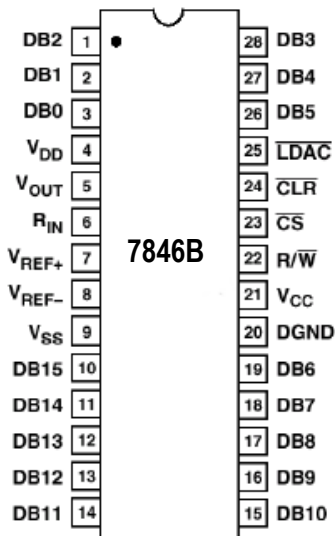 DB2 1 28 DB3
DB1 2 27 DB4
DB0 3 26 DB5
VDD 4 25 LDAC
VOUT 5 24 CLR
RIN 6 23 CS
7846B
VREF+ 7 22 R/W
VREF– 8 21 VCC
VSS 9 20 DGND
DB15 10 19 DB6
DB14 11 18 DB7
DB13 12 17 DB8
DB12 13 16 DB9
DB11 14 15 DB10